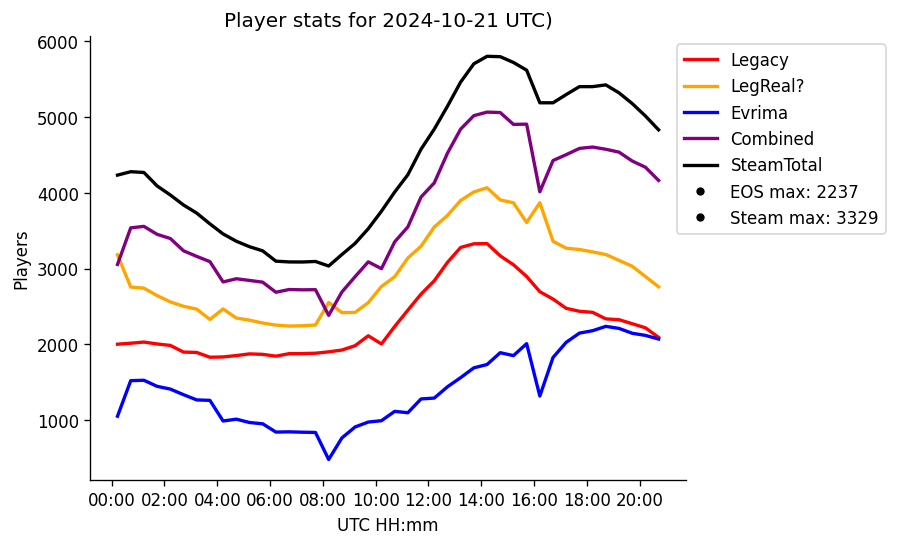 Player stats for 2024-10-21 UTC)
Players
6000
5000
4000
3000
2000
1000
00:00 02:00 04:00 06:00 08:00 10:00 12:00 14:00 16:00 18:00 20:00
UTC HH:mm
Legacy
LegReal?
Evrima
Combined
SteamTotal
EOS max: 2237
Steam max: 3329